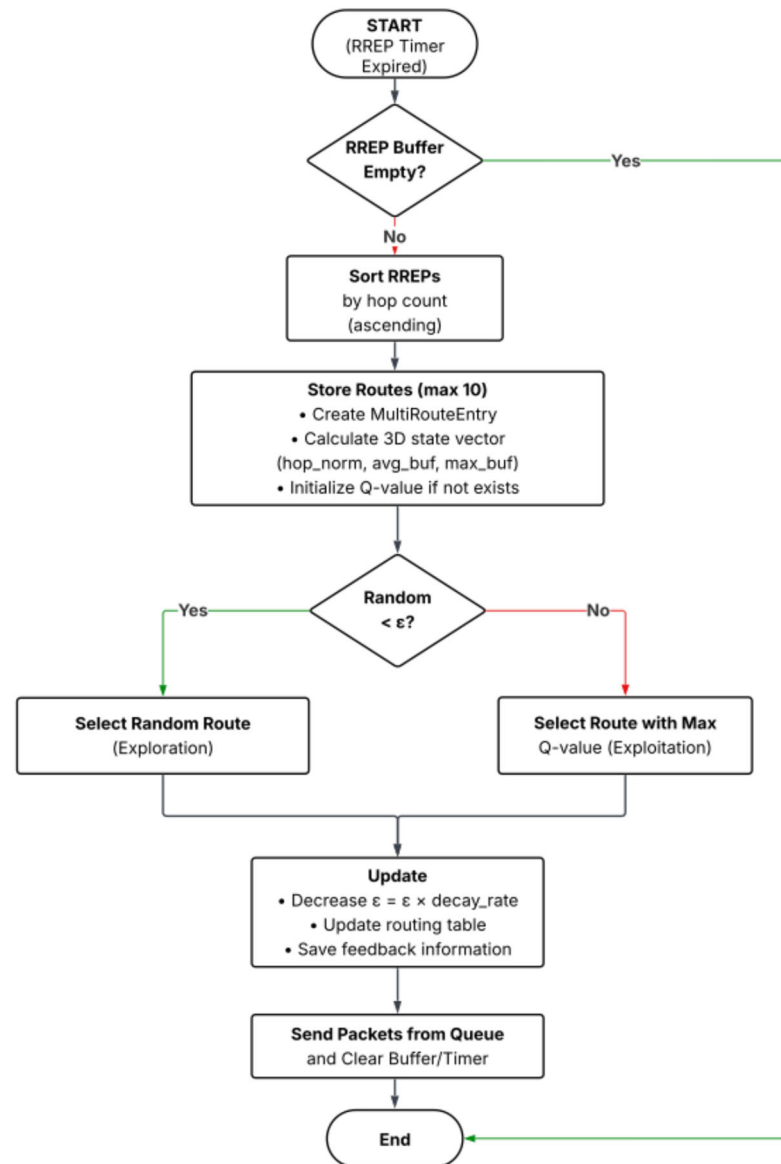 START
(RREP Timer
Expired)
RREP Buffer
Empty?
Yes
No
Sort RREPs
by hop count
(ascending)
Store Routes (max 10)
• Create MultiRouteEntry
• Calculate 3D state vector
(hop_norm, avg_buf, max_buf)
• Initialize Q-value if not exists
Random
< ε?
Yes
No
Select Random Route
(Exploration)
Select Route with Max
Q-value (Exploitation)
Update
• Decrease ε = ε × decay_rate
• Update routing table
• Save feedback information
Send Packets from Queue
and Clear Buffer/Timer
End